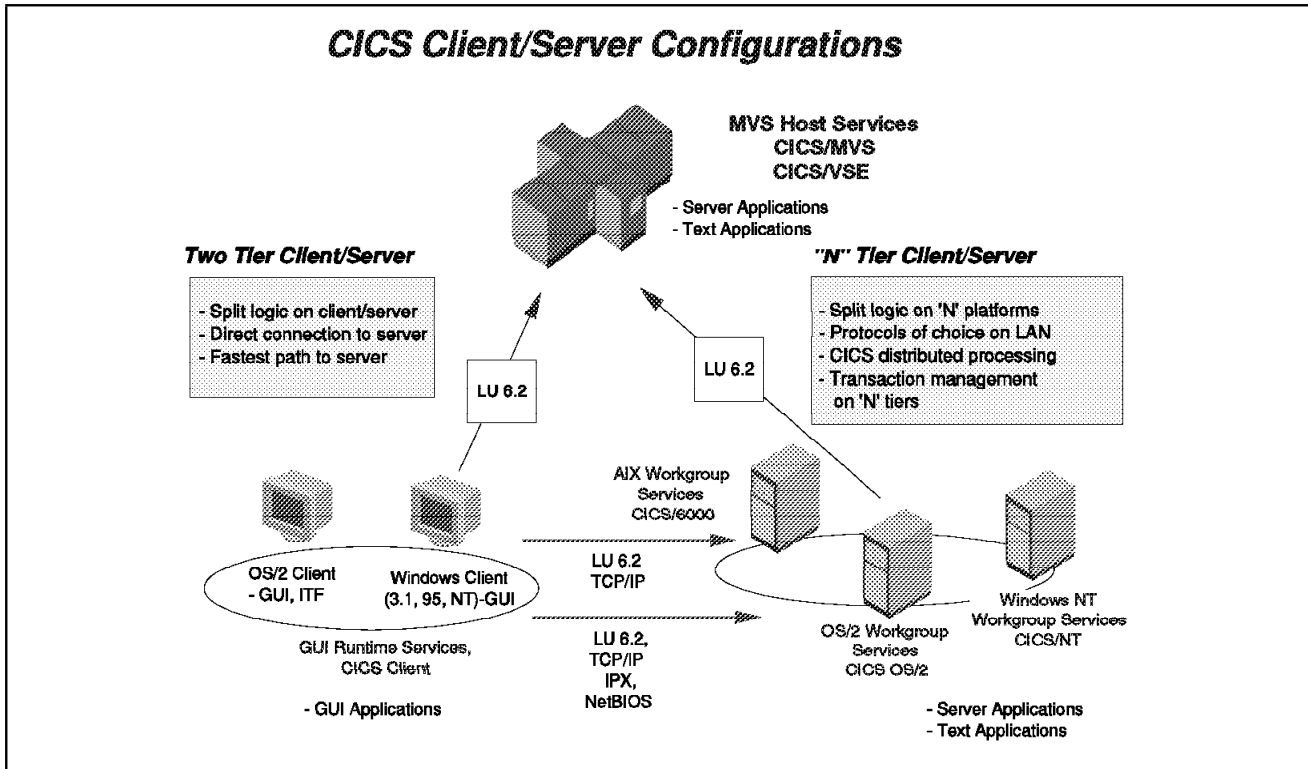 CICS Client/Server Configurations
MVS Host Services
CICS/MVS
CICS/VSE
- Server Applications
- Text Applications
Two Tier Client/Server
- Split logic on client/server
- Direct connection to server
- Fastest path to server
"N" Tier Client/Server
- Split logic on 'N' platforms
- Protocols of choice on LAN
- CICS distributed processing
- Transaction management
on 'N' tiers
LU 6.2
LU 6.2
AIX Workgroup
Services
CICS/6000
LU 6.2
TCP/IP
OS/2 Client
- GUI, ITF
Windows Client
(3.1, 95, NT)-GUI
GUI Runtime Services,
CICS Client
- GUI Applications
LU 6.2,
TCP/IP
IPX,
NetBIOS
OS/2 Workgroup
Services
CICS OS/2
Windows NT
Workgroup Services
CICS/NT
- Server Applications
- Text Applications